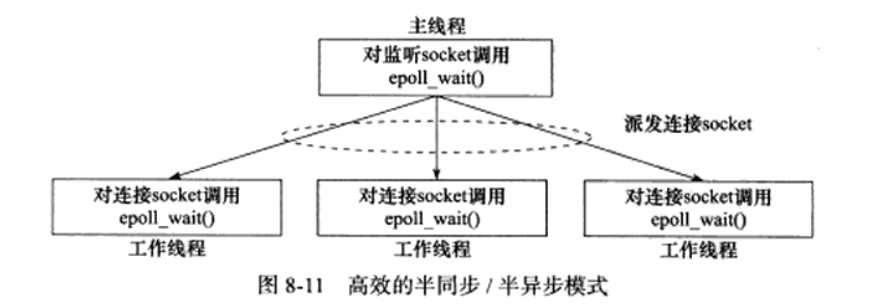 主线程
对监听socket调用
epoll_wait()
派发连接socket
对连接socket调用
epoll_wait()
工作线程
对连接socket调用
epoll_wait()
工作线程
对连接socket调用
epoll_wait()
工作线程
图 8-11 高效的半同步 / 半异步模式